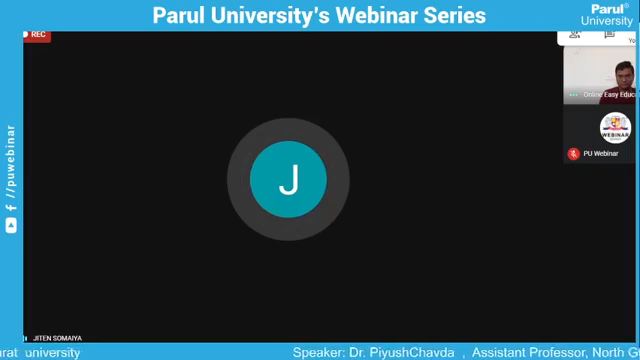 Parul University's Webinar Series
Parul®
University
REC
Online Easy Educa
WEBINAR
PU Webinar
J
//puwebinar
JITEN SOMAIYA
arat university
Speaker: Dr. PiyushChavda , Assistant Professor, North G